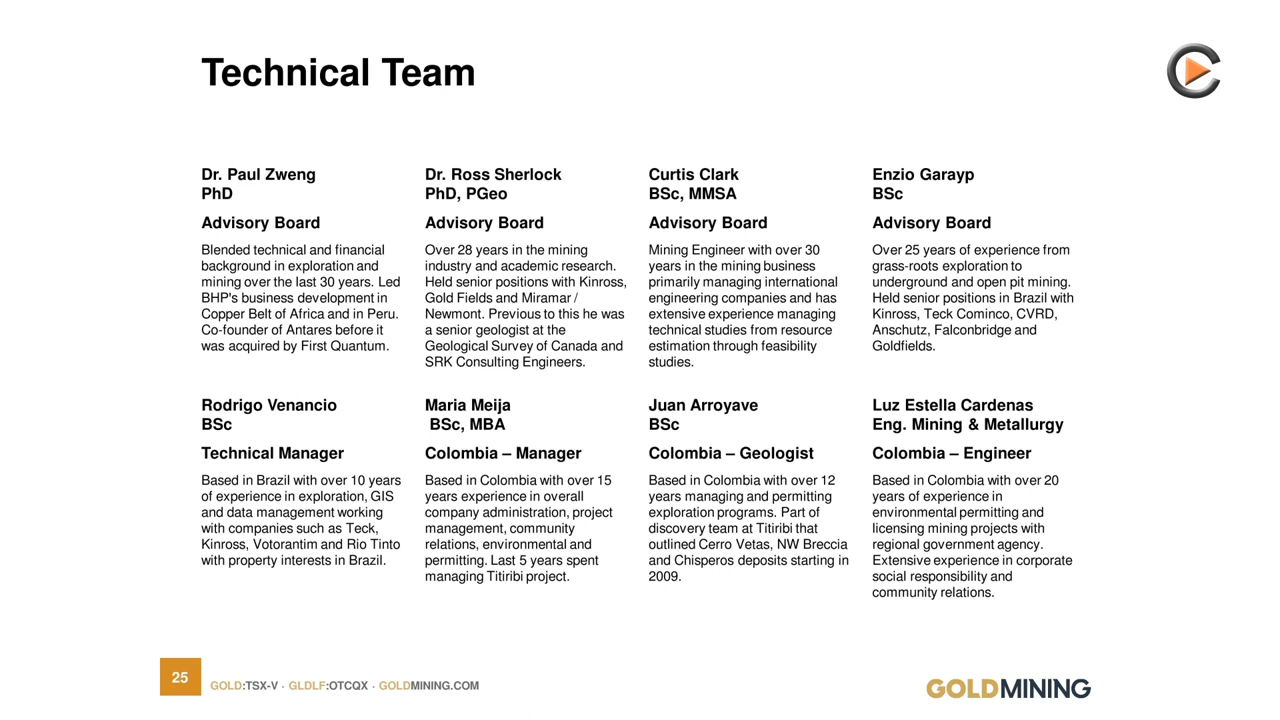 Technical Team
Dr. Paul Zweng
PhD
Advisory Board
Blended technical and financial
background in exploration and
mining over the last 30 years. Led
BHP's business development in
Copper Belt of Africa and in Peru.
Co-founder of Antares before it
was acquired by First Quantum.
Dr. Ross Sherlock
PhD, PGeo
Advisory Board
Over 28 years in the mining
industry and academic research.
Held senior positions with Kinross,
Gold Fields and Miramar /
Newmont. Previous to this he was
a senior geologist at the
Geological Survey of Canada and
SRK Consulting Engineers.
Curtis Clark
BSc, MMSA
Advisory Board
Mining Engineer with over 30
years in the mining business
primarily managing international
engineering companies and has
extensive experience managing
technical studies from resource
estimation through feasibility
studies.
Enzio Garayp
BSc
Advisory Board
Over 25 years of experience from
grass-roots exploration to
underground and open pit mining.
Held senior positions in Brazil with
Kinross, Teck Cominco, CVRD,
Anschutz, Falconbridge and
Goldfields.
Rodrigo Venancio
BSc
Technical Manager
Based in Brazil with over 10 years
of experience in exploration, GIS
and data management working
with companies such as Teck,
Kinross, Votorantim and Rio Tinto
with property interests in Brazil.
Maria Meija
BSc, MBA
Colombia – Manager
Based in Colombia with over 15
years experience in overall
company administration, project
management, community
relations, environmental and
permitting. Last 5 years spent
managing Titiribi project.
Juan Arroyave
BSc
Colombia – Geologist
Based in Colombia with over 12
years managing and permitting
exploration programs. Part of
discovery team at Titiribi that
outlined Cerro Vetas, NW Breccia
and Chisperos deposits starting in
2009.
Luz Estella Cardenas
Eng. Mining & Metallurgy
Colombia – Engineer
Based in Colombia with over 20
years of experience in
environmental permitting and
licensing mining projects with
regional government agency.
Extensive experience in corporate
social responsibility and
community relations.
25
GOLD:TSX-V · GLDLF:OTCQX · GOLDMINING.COM
GOLDMINING